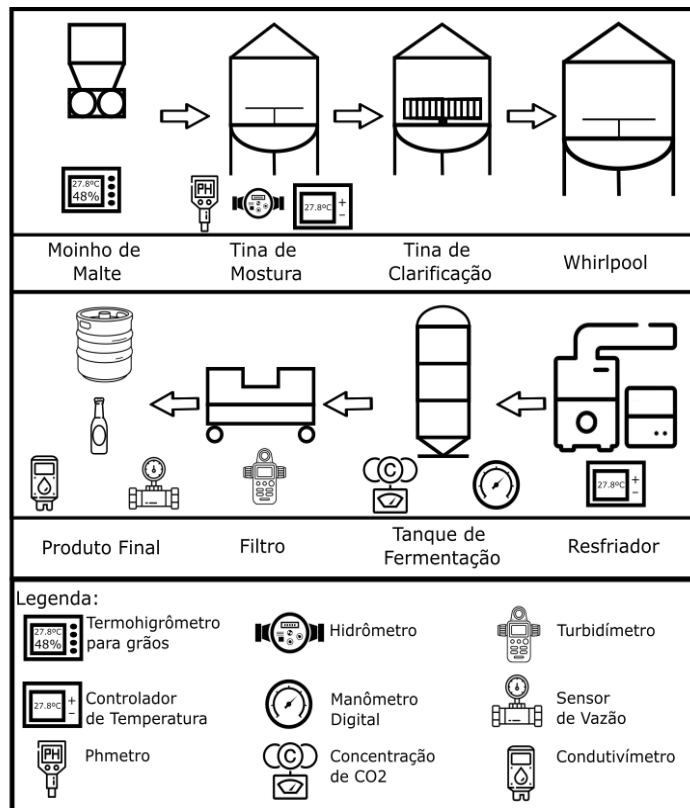 27.8ºC
48%
PH
27.8ºC
+
−
Moinho de
Malte
Tina de
Mostura
Tina de
Clarificação
Whirlpool
C
27.8ºC
+
−
Produto Final
Filtro
Tanque de
Fermentação
Resfriador
Legenda:
27.8ºC
48%
Termohigrômetro
para grãos
Hidrômetro
Turbidímetro
27.8ºC
+
−
Controlador
de Temperatura
Manômetro
Digital
Sensor
de Vazão
PH
Phmetro
C
Concentração
de CO2
Condutivímetro